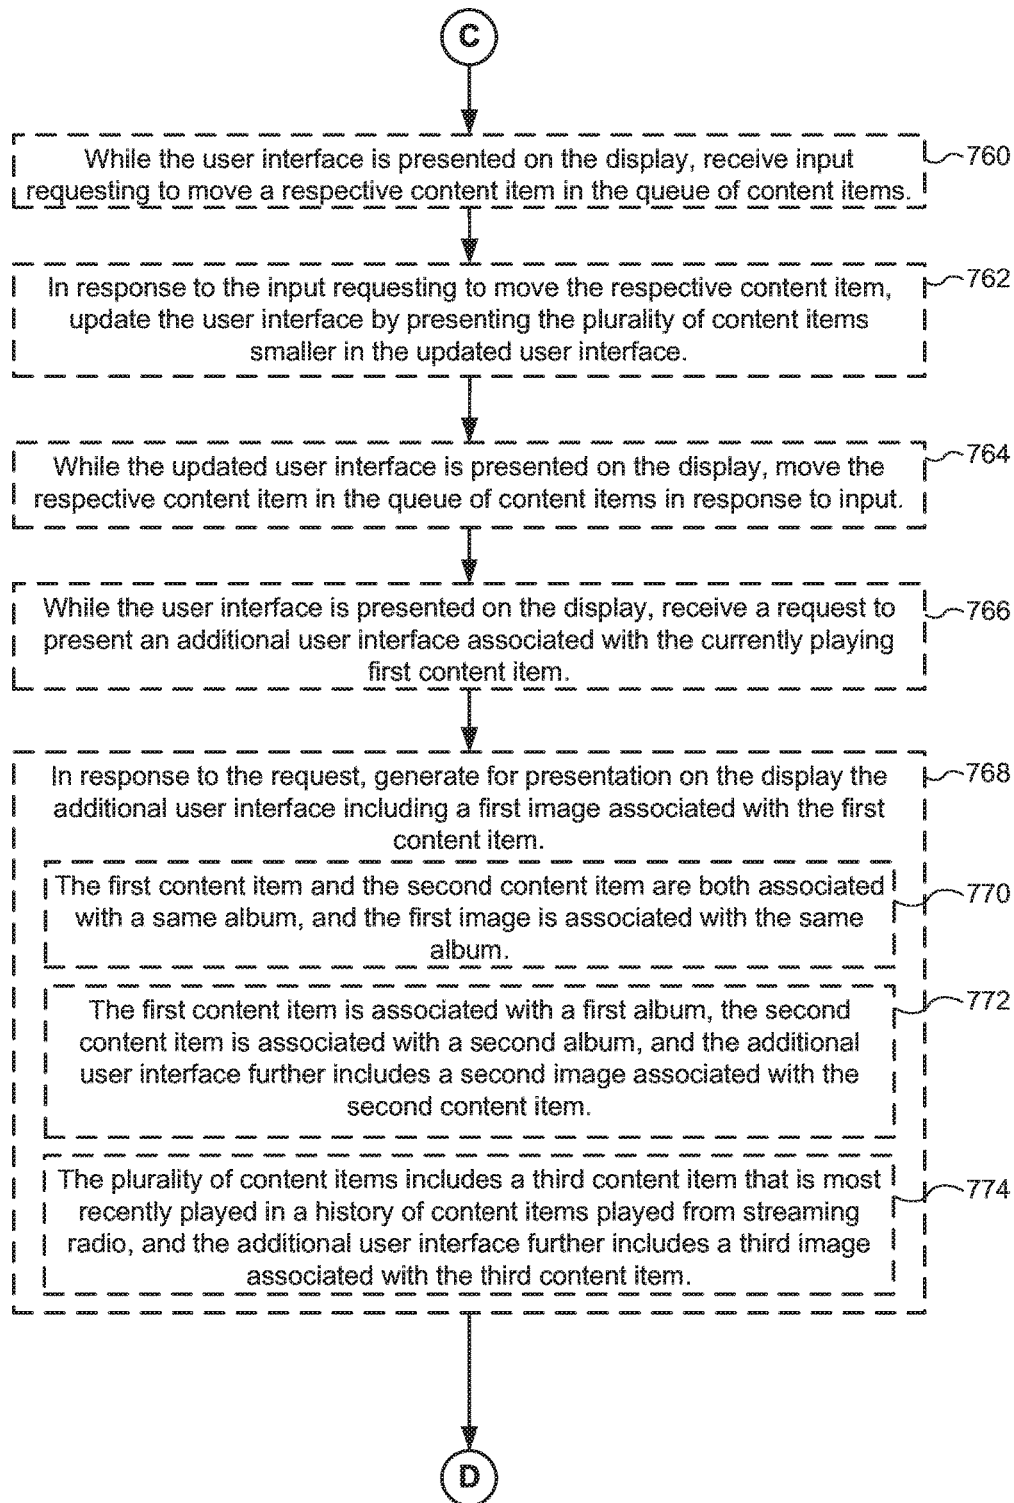 C
While the user interface is presented on the display, receive input
requesting to move a respective content item in the queue of content items.
760
In response to the input requesting to move the respective content item,
update the user interface by presenting the plurality of content items
smaller in the updated user interface.
762
While the updated user interface is presented on the display, move the
respective content item in the queue of content items in response to input.
764
While the user interface is presented on the display, receive a request to
present an additional user interface associated with the currently playing
first content item.
766
In response to the request, generate for presentation on the display the
additional user interface including a first image associated with the first
content item.
768
The first content item and the second content item are both associated
with a same album, and the first image is associated with the same
album.
770
The first content item is associated with a first album, the second
content item is associated with a second album, and the additional
user interface further includes a second image associated with the
second content item.
772
The plurality of content items includes a third content item that is most
recently played in a history of content items played from streaming
radio, and the additional user interface further includes a third image
associated with the third content item.
774
D